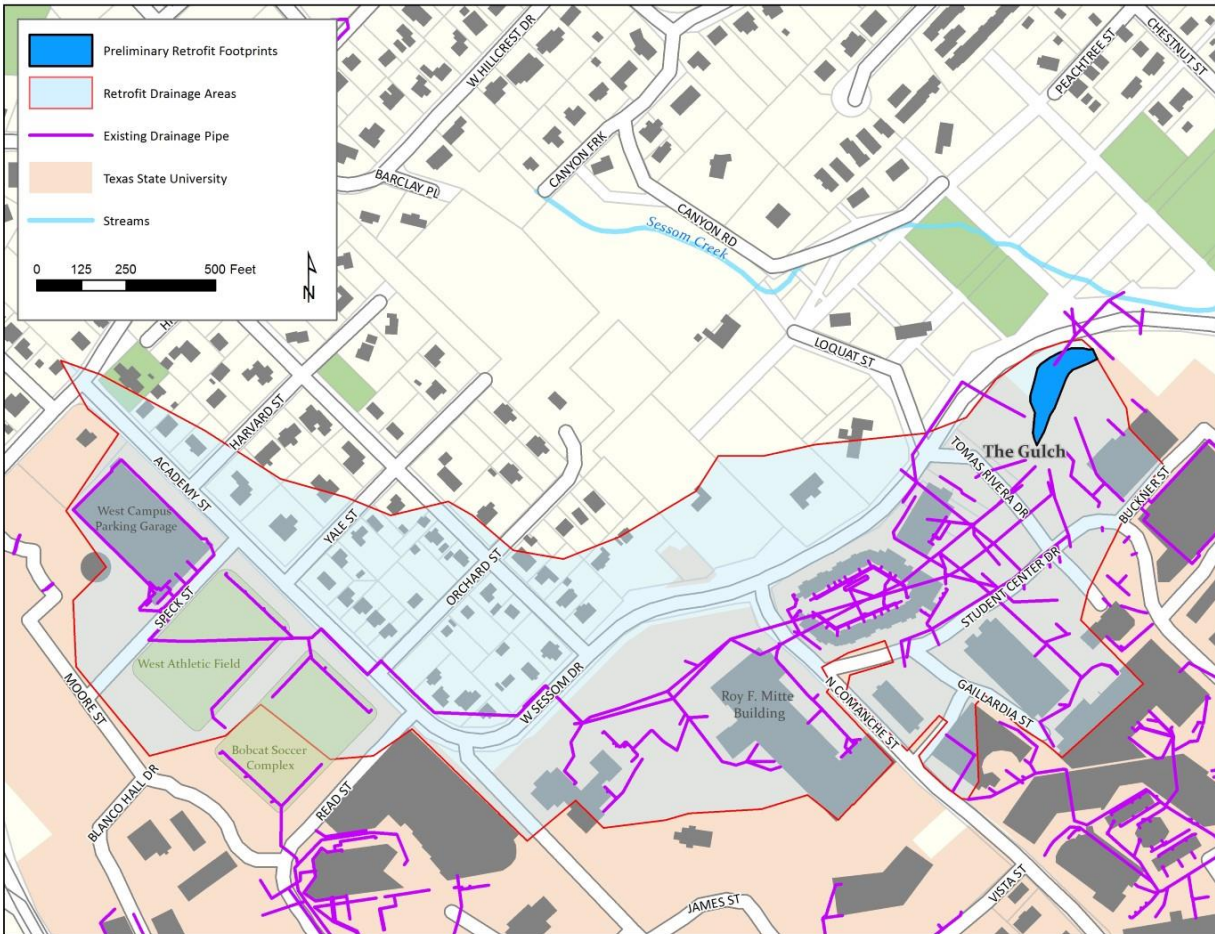 Preliminary Retrofit Footprints
Retrofit Drainage Areas
Existing Drainage Pipe
Texas State University
Streams
0 125 250 500 Feet
N
W HILLCREST DR
BARCLAY PL
CANYON FRK
CANYON RD
Sessom Creek
PEACHTREE ST
CHESTNUT ST
LOQUAT ST
HARVARD ST
ACADEMY ST
YALE ST
ORCHARD ST
West Campus
Parking Garage
SPECK ST
West Athletic Field
MOORE ST
Bobcat Soccer
Complex
BLANCO HALL DR
READ ST
W SESSOM DR
Roy F. Mitte
Building
N COMANCHE ST
The Gulch
TOMAS RIVERA DR
BUCKNER ST
STUDENT CENTER DR
GAILLARDIA ST
JAMES ST
VISTA ST